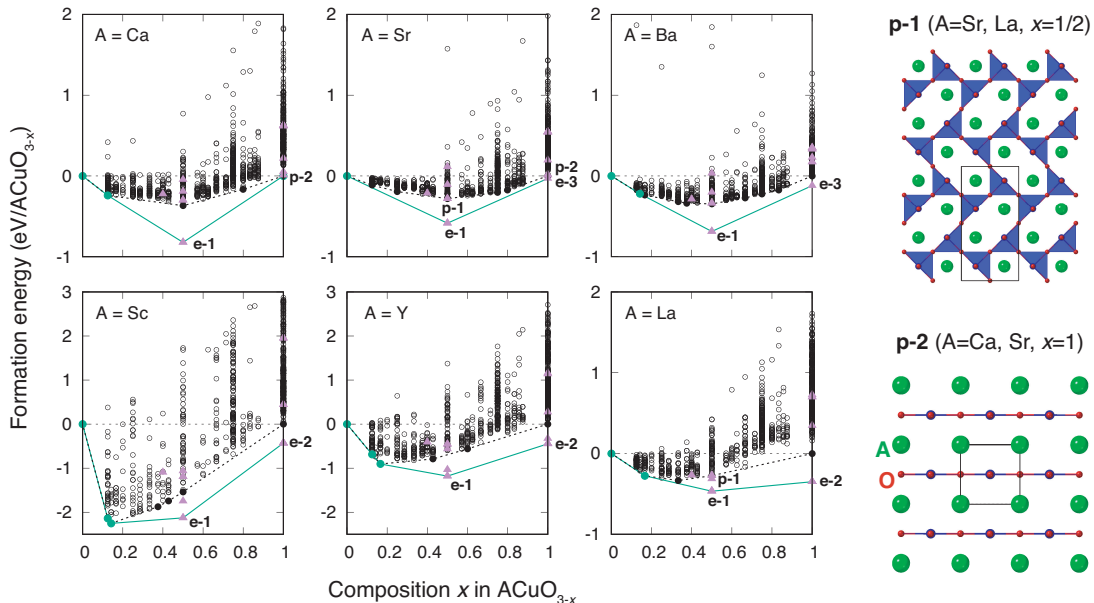 Formation energy (eV/ACuO3-x)
A = Ca
2
1
0
-1
e-1
p-2
A = Sr
2
1
0
-1
p-1
e-1
p-2
e-3
A = Ba
2
1
0
-1
e-1
e-3
A = Sc
3
2
1
0
-1
-2
0 0.2 0.4 0.6 0.8 1
e-1
e-2
A = Y
3
2
1
0
-1
-2
0 0.2 0.4 0.6 0.8 1
e-1
e-2
A = La
2
1
0
-1
0 0.2 0.4 0.6 0.8 1
p-1
e-1
e-2
Composition x in ACuO3-x
p-1 (A=Sr, La, x=1/2)
p-2 (A=Ca, Sr, x=1)
A
O